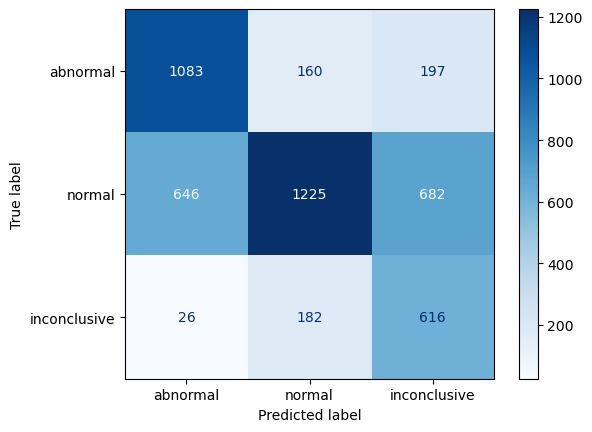 True label
abnormal
normal
inconclusive
1083 160 197
646 1225 682
26 182 616
abnormal normal inconclusive
Predicted label
1200
1000
800
600
400
200